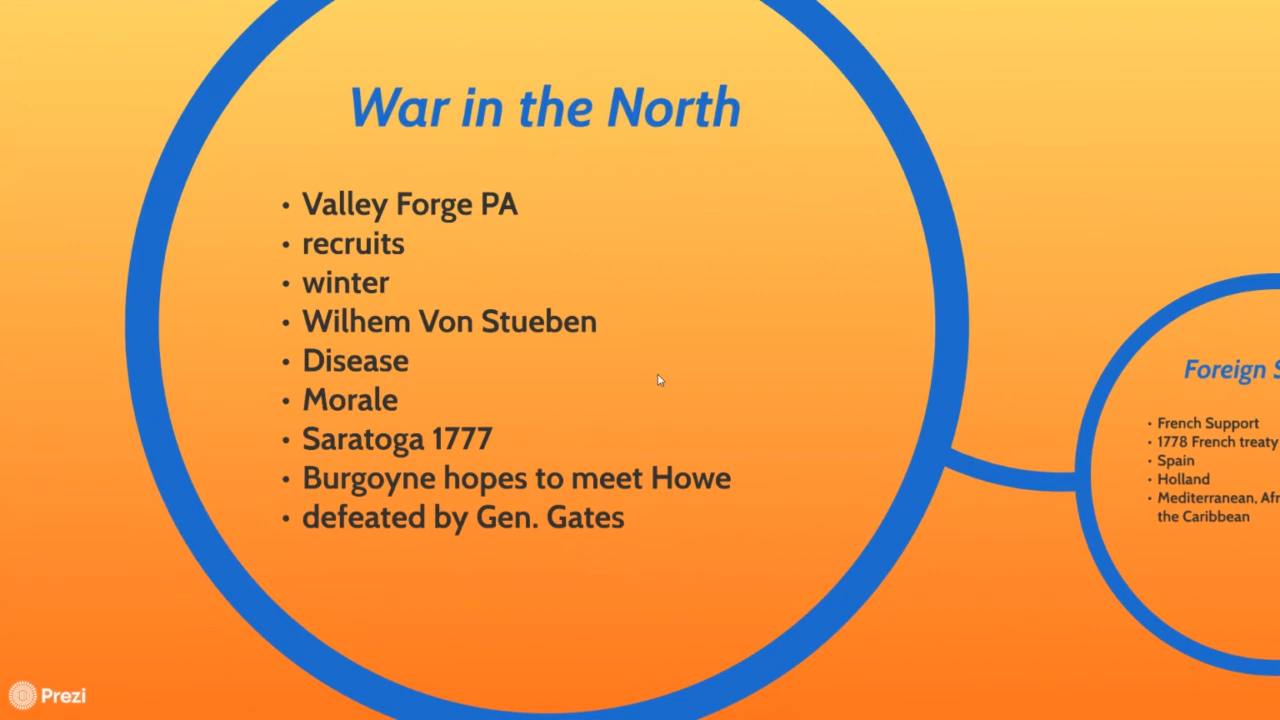 War in the North
• Valley Forge PA
• recruits
• winter
• Wilhem Von Stueben
• Disease
• Morale
• Saratoga 1777
• Burgoyne hopes to meet Howe
• defeated by Gen. Gates
Foreign
• French Support
• 1778 French treaty
• Spain
• Holland
• Mediterranean,
the Caribbean
Prezi